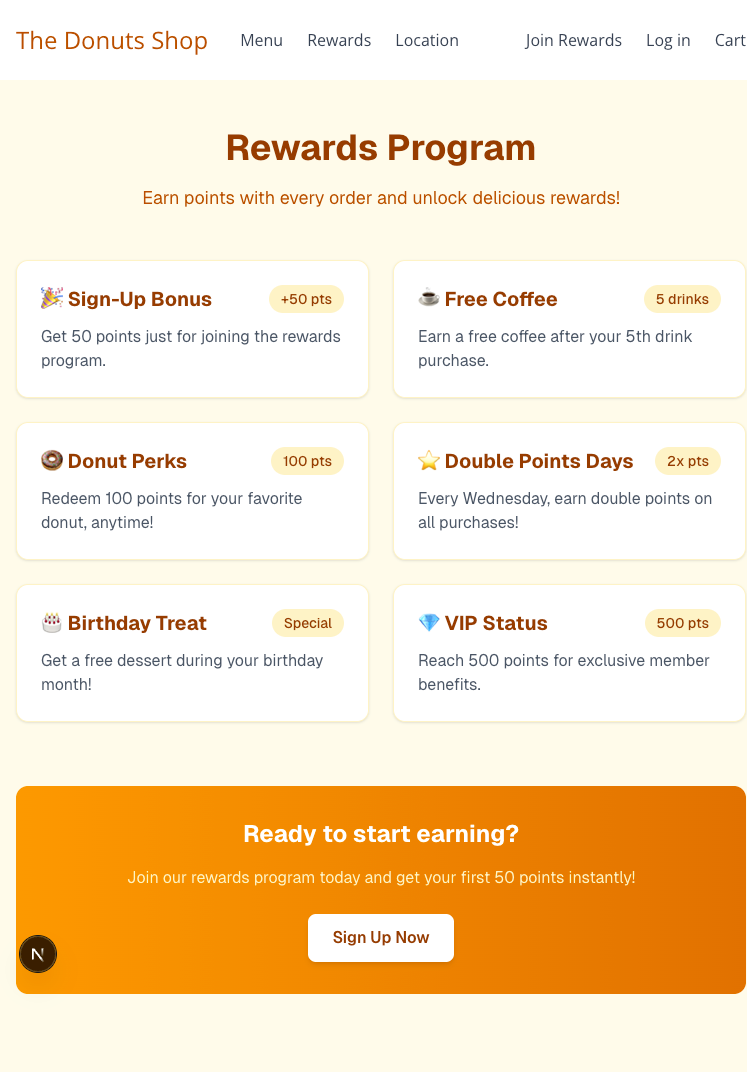 The Donuts Shop Menu Rewards Location Join Rewards Log in Cart
Rewards Program
Earn points with every order and unlock delicious rewards!
Sign-Up Bonus +50 pts
Get 50 points just for joining the rewards
program.
Free Coffee 5 drinks
Earn a free coffee after your 5th drink
purchase.
Donut Perks 100 pts
Redeem 100 points for your favorite
donut, anytime!
Double Points Days 2x pts
Every Wednesday, earn double points on
all purchases!
Birthday Treat Special
Get a free dessert during your birthday
month!
VIP Status 500 pts
Reach 500 points for exclusive member
benefits.
Ready to start earning?
Join our rewards program today and get your first 50 points instantly!
Sign Up Now
N